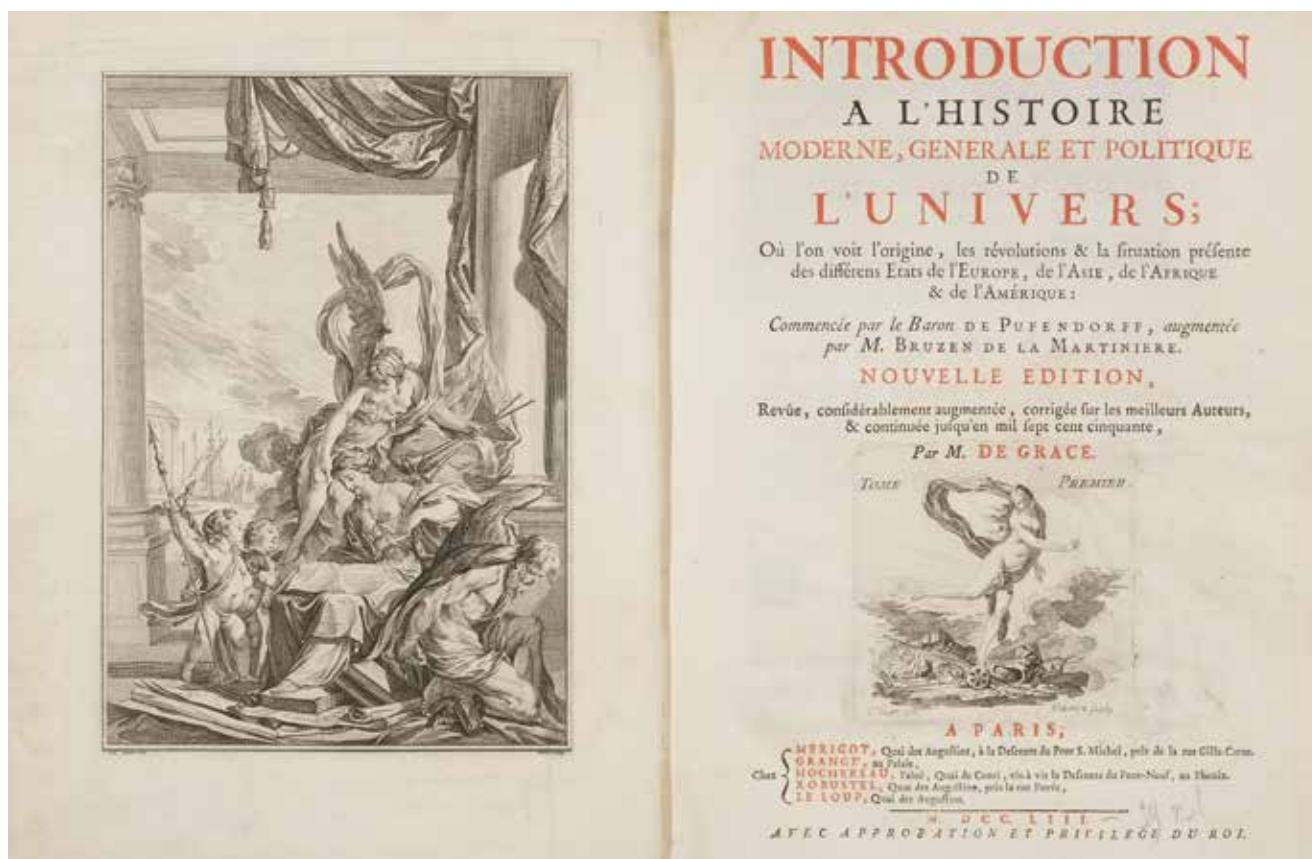 INTRODUCTION
A L'HISTOIRE
MODERNE, GENERALE ET POLITIQUE
DE
L'UNIVERS;
Où l'on voit l'origine, les révolutions & la ſituation préſente
des différens Etats de l'EUROPE, de l'ASIE, de l'AFRIQUE
& de l'AMÉRIQUE:
Commencée par le Baron DE PUFENDORFF, augmentée
par M. BRUZEN DE LA MARTINIERE.
NOUVELLE EDITION,
Revûe, conſidérablement augmentée, corrigée ſur les meilleurs Auteurs,
& continuée juſqu'en mil ſept cent cinquante,
Par M. DE GRACE.
TOME PREMIER.
A PARIS,
Chez
MERIGOT, Quai des Auguſtins, à la Deſcente du Pont S. Michel, près de la rue
GRANGE', au Palais,
HOCHEREAU, l'aîné, Quai de Conti, vis-à-vis la Deſcente du Pont-Neuf, au Phenix.
ROBUSTEL, Quai des Auguſtins, près la rue Pavée,
LE LOUP, Quai des Auguſtins.
M. DCC. LIII.
AVEC APPROBATION ET PRIVILEGE DU ROI.